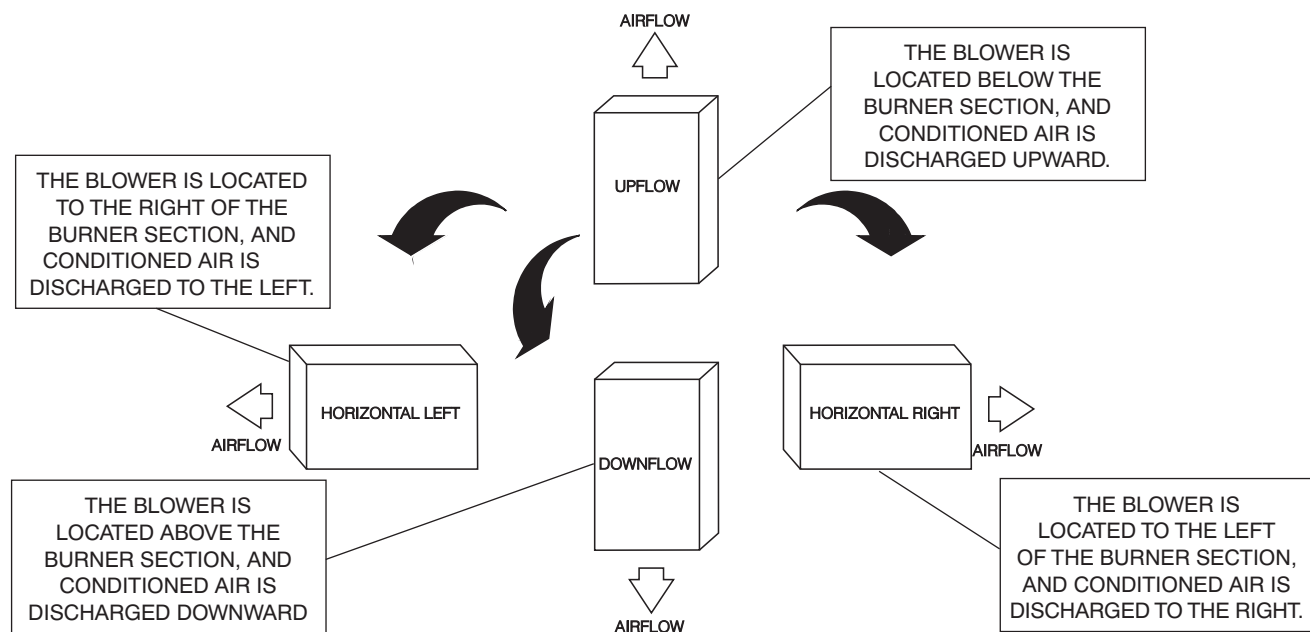 AIRFLOW
THE BLOWER IS
LOCATED BELOW THE
BURNER SECTION, AND
CONDITIONED AIR IS
DISCHARGED UPWARD.
THE BLOWER IS LOCATED
TO THE RIGHT OF THE
BURNER SECTION, AND
CONDITIONED AIR IS
DISCHARGED TO THE LEFT.
UPFLOW
HORIZONTAL LEFT
AIRFLOW
HORIZONTAL RIGHT
AIRFLOW
DOWNFLOW
THE BLOWER IS
LOCATED ABOVE THE
BURNER SECTION, AND
CONDITIONED AIR IS
DISCHARGED DOWNWARD
THE BLOWER IS
LOCATED TO THE LEFT
OF THE BURNER SECTION,
AND CONDITIONED AIR IS
DISCHARGED TO THE RIGHT.
AIRFLOW